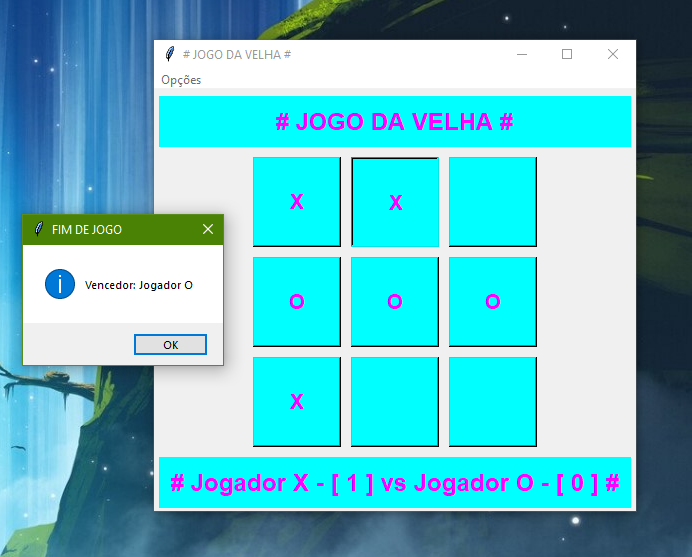 # JOGO DA VELHA #
Opções
# JOGO DA VELHA #
X X
FIM DE JOGO
Vencedor: Jogador O
OK
O O O
X
# Jogador X - [ 1 ] vs Jogador O - [ 0 ] #